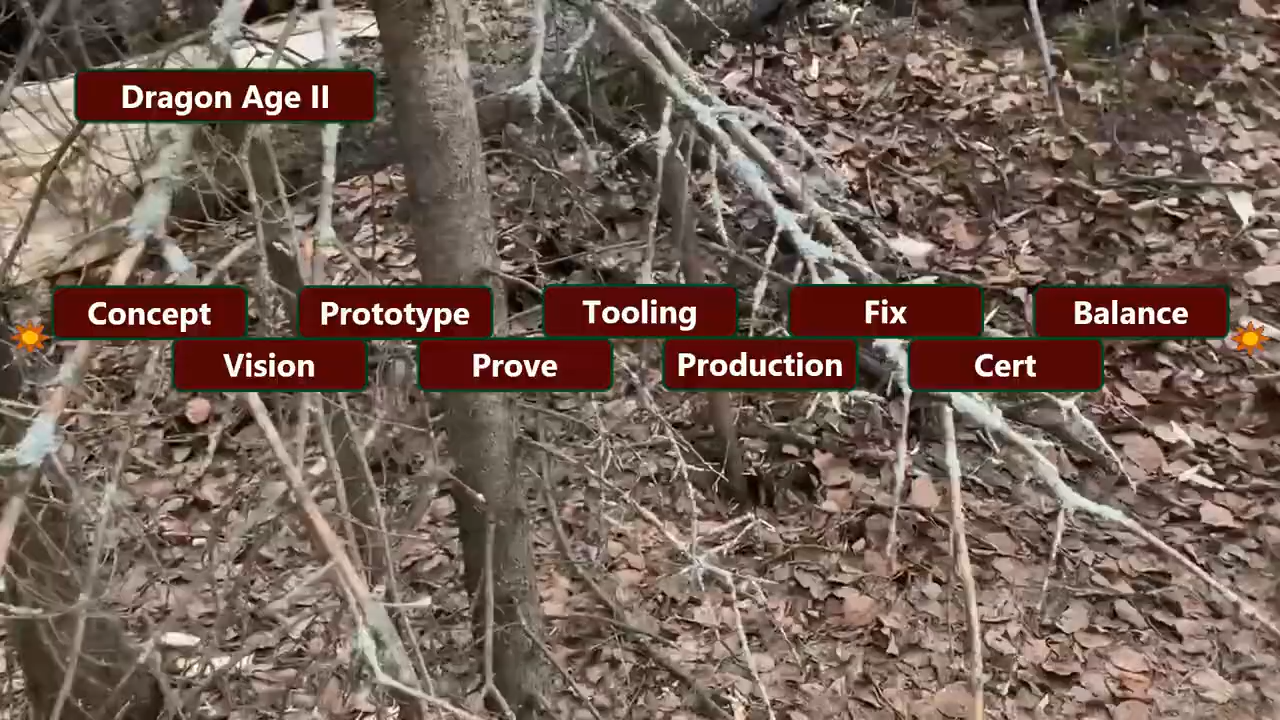 Dragon Age II
Concept
Vision
Prototype
Prove
Tooling
Production
Fix
Cert
Balance